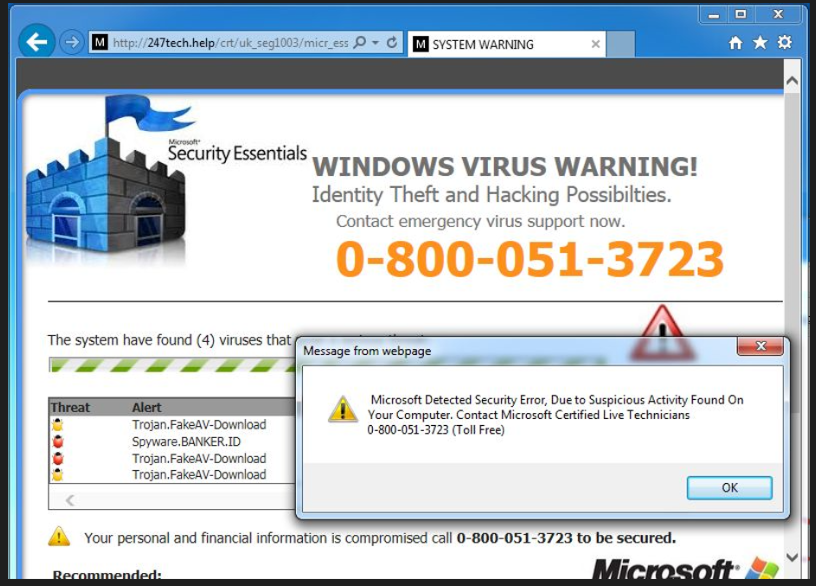 http://247tech.help/crt/uk_seg1003/micr_ess
M SYSTEM WARNING
Microsoft®
Security Essentials
WINDOWS VIRUS WARNING!
Identity Theft and Hacking Possibilties.
Contact emergency virus support now.
0-800-051-3723
The system have found (4) viruses that
Message from webpage
Microsoft Detected Security Error, Due to Suspicious Activity Found On
Your Computer. Contact Microsoft Certified Live Technicians
0-800-051-3723 (Toll Free)
OK
Threat Alert
Trojan.FakeAV-Download
Spyware.BANKER.ID
Trojan.FakeAV-Download
Trojan.FakeAV-Download
Your personal and financial information is compromised call 0-800-051-3723 to be secured.
Recommended:
Microsoft®